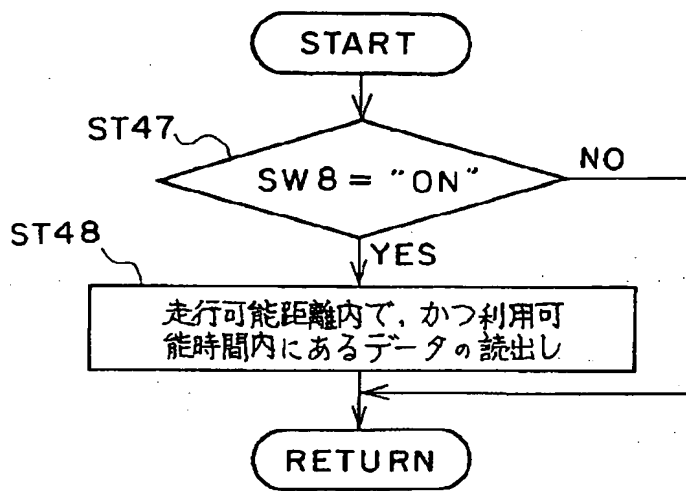 START
ST47
SW8="ON"
NO
ST48
YES
走行可能距離内で,かつ利用可
能時間内にあるデータの読出し
RETURN